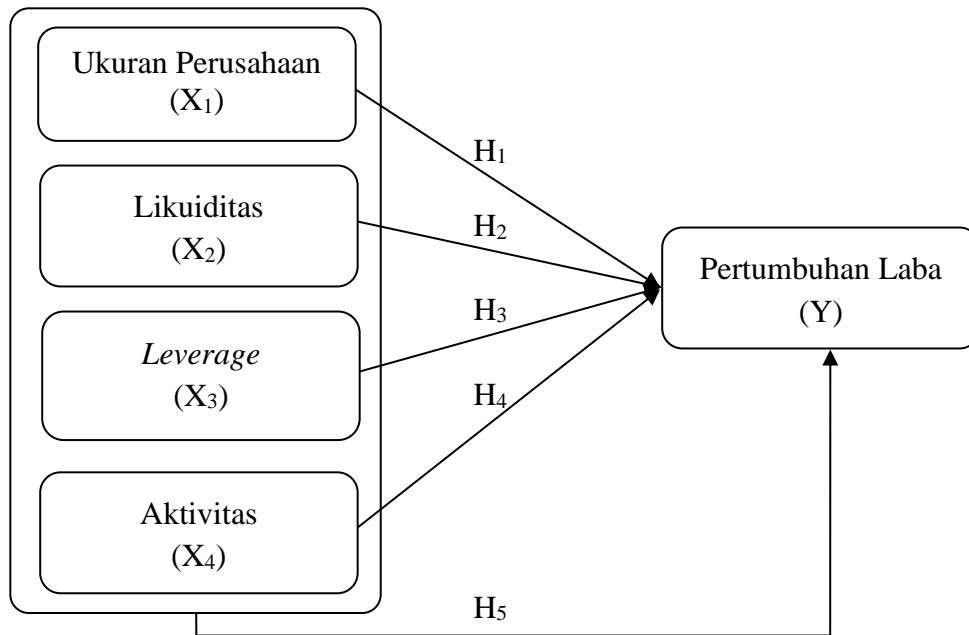 Ukuran Perusahaan
(X₁)
H₁
Likuiditas
(X₂)
H₂
Pertumbuhan Laba
(Y)
Leverage
(X₃)
H₃
H₄
Aktivitas
(X₄)
H₅